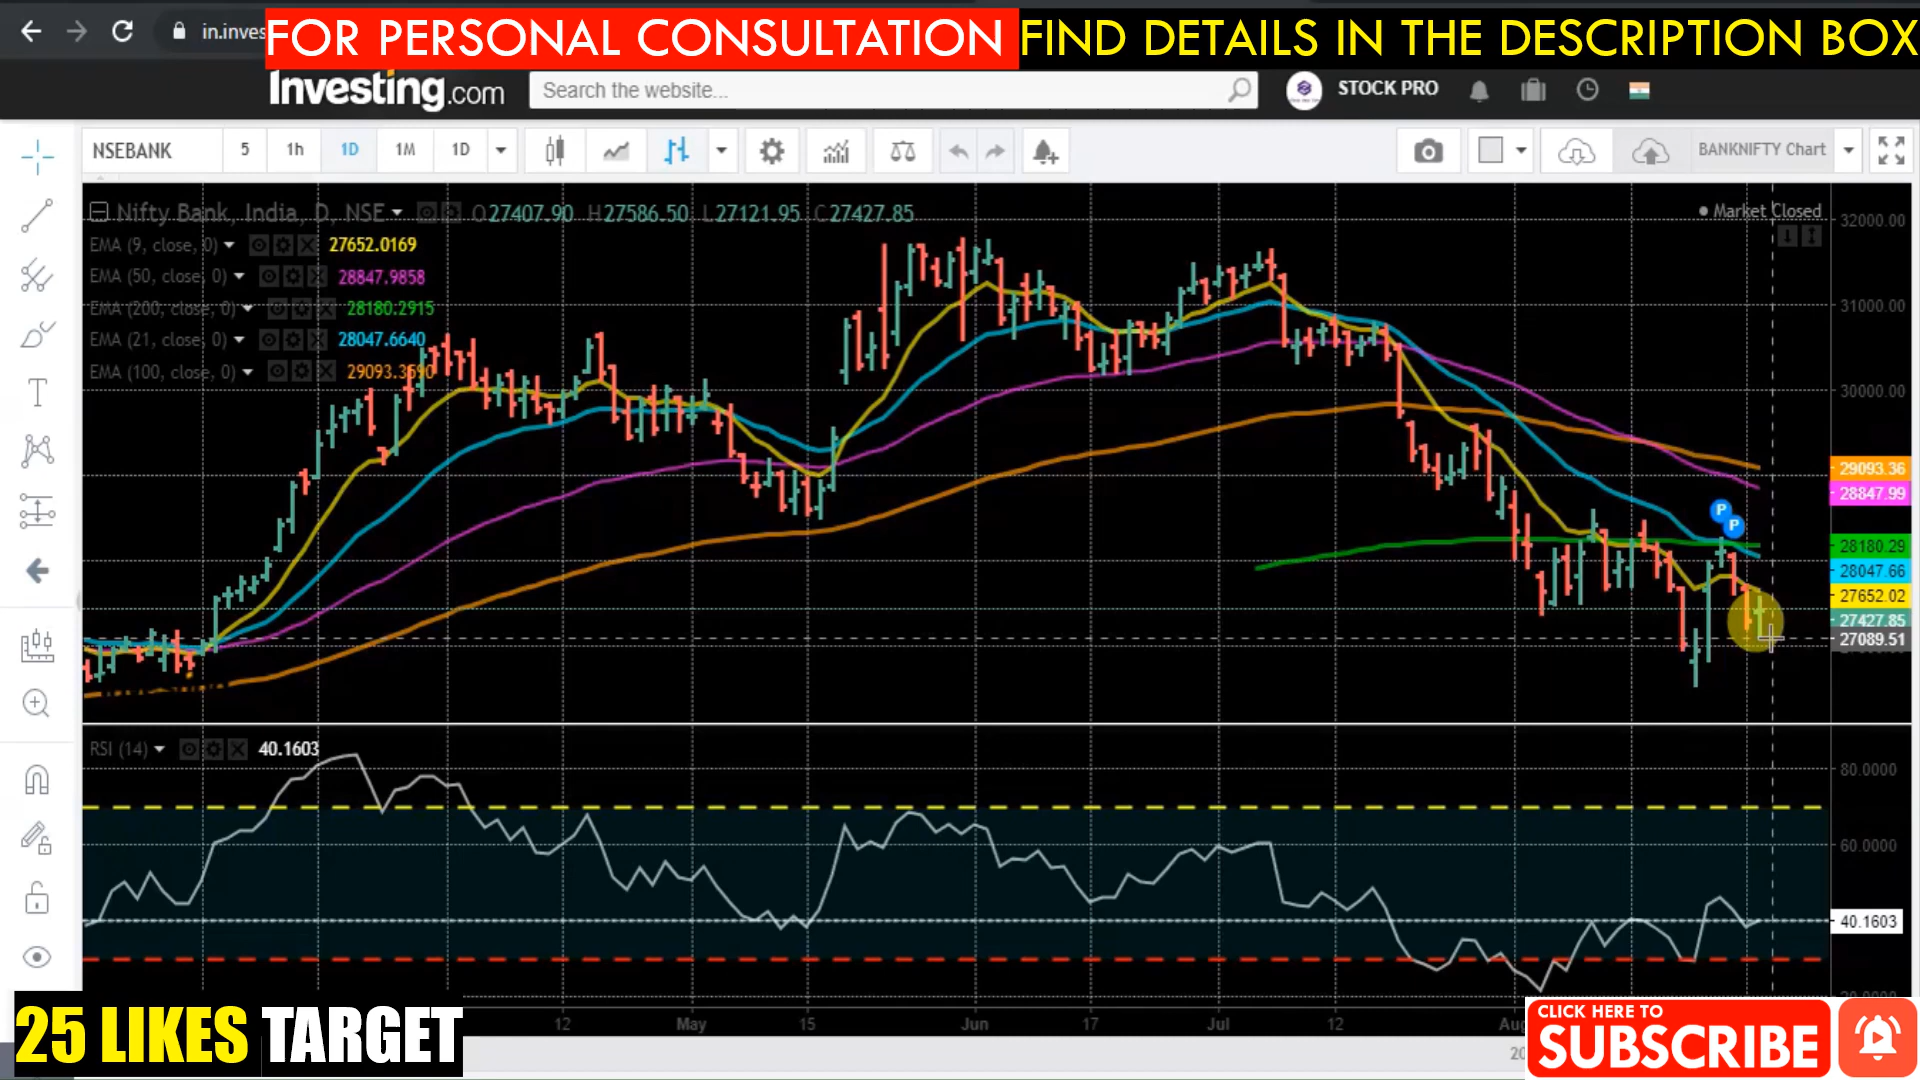 in.inves
FOR PERSONAL CONSULTATION FIND DETAILS IN THE DESCRIPTION BOX
Investing.com
Search the website...
STOCK PRO
NSEBANK 5 1h 1D 1M 1D
BANKNIFTY Chart
Nifty Bank, India, D, NSE O27407.90 H27586.50 L27121.95 C27427.85
Market Closed
EMA (9, close, 0) 27652.0169
EMA (50, close, 0) 28847.9858
EMA (200, close, 0) 28180.2915
EMA (21, close, 0) 28047.6640
EMA (100, close, 0) 29093.3590
32000.00
31000.00
30000.00
29093.36
28847.99
P
P
28180.29
28047.66
27652.02
27427.85
27089.51
RSI (14) 40.1603
80.0000
60.0000
40.1603
12 May 15 Jun 17 Jul 12 Aug
25 LIKES TARGET
CLICK HERE TO
SUBSCRIBE